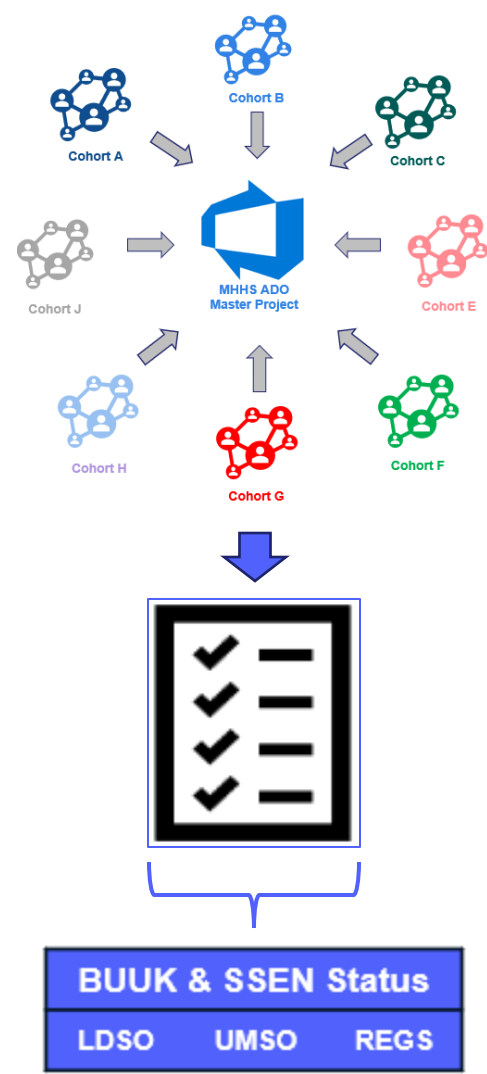 Cohort B
Cohort A
Cohort C
MHHS ADO
Master Project
Cohort J
Cohort E
Cohort H
Cohort F
Cohort G
BUUK & SSEN Status
LDSO UMSO REGS